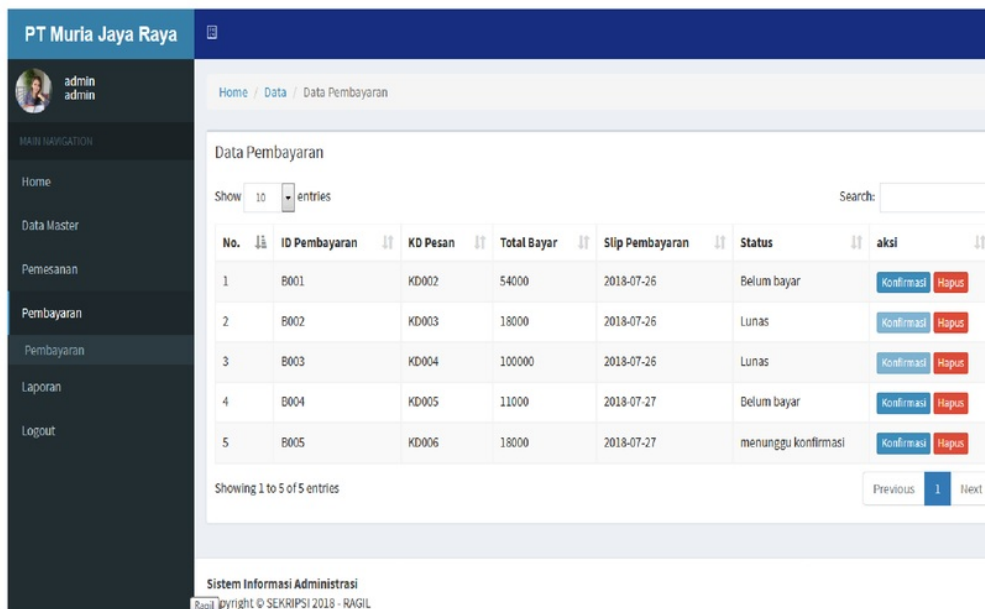 PT Muria Jaya Raya
admin
admin
MAIN NAVIGATION
Home
Data Master
Pemesanan
Pembayaran
Pembayaran
Laporan
Logout
Home / Data / Data Pembayaran
Data Pembayaran
Show 10 entries
Search:
No. ID Pembayaran KD Pesan Total Bayar Slip Pembayaran Status aksi
1 B001 KD002 54000 2018-07-26 Belum bayar Konfirmasi Hapus
2 B002 KD003 18000 2018-07-26 Lunas Konfirmasi Hapus
3 B003 KD004 100000 2018-07-26 Lunas Konfirmasi Hapus
4 B004 KD005 11000 2018-07-27 Belum bayar Konfirmasi Hapus
5 B005 KD006 18000 2018-07-27 menunggu konfirmasi Konfirmasi Hapus
Showing 1 to 5 of 5 entries
Previous 1 Next
Sistem Informasi Administrasi
Ragil pyright © SEKRIPSI 2018 - RAGIL